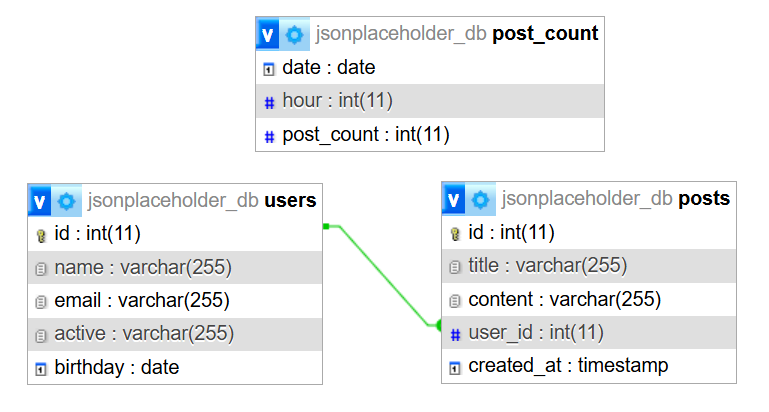 jsonplaceholder_db post_count
date : date
hour : int(11)
post_count : int(11)
jsonplaceholder_db users
id : int(11)
name : varchar(255)
email : varchar(255)
active : varchar(255)
birthday : date
jsonplaceholder_db posts
id : int(11)
title : varchar(255)
content : varchar(255)
user_id : int(11)
created_at : timestamp